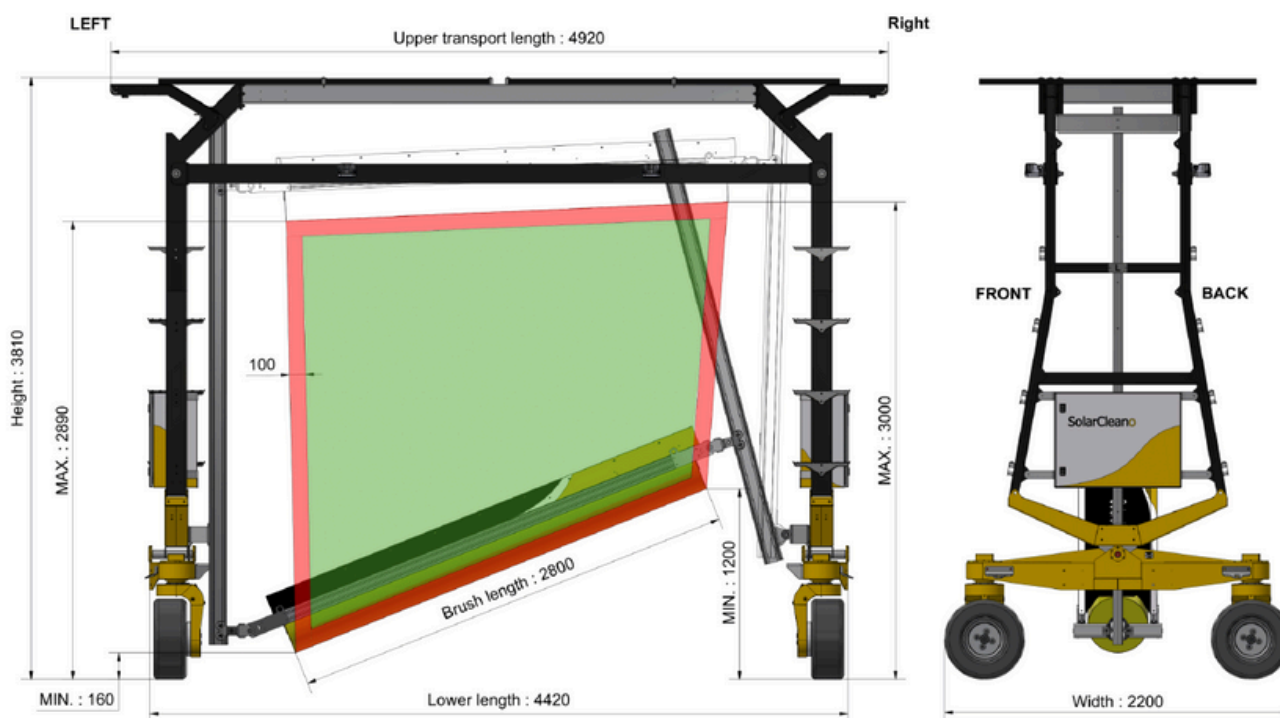 LEFT
Right
Upper transport length : 4920
Height : 3810
MAX. : 2890
100
MAX. : 3000
MIN. : 1200
Brush length : 2800
MIN. : 160
Lower length : 4420
FRONT
BACK
SolarCleano
Width : 2200